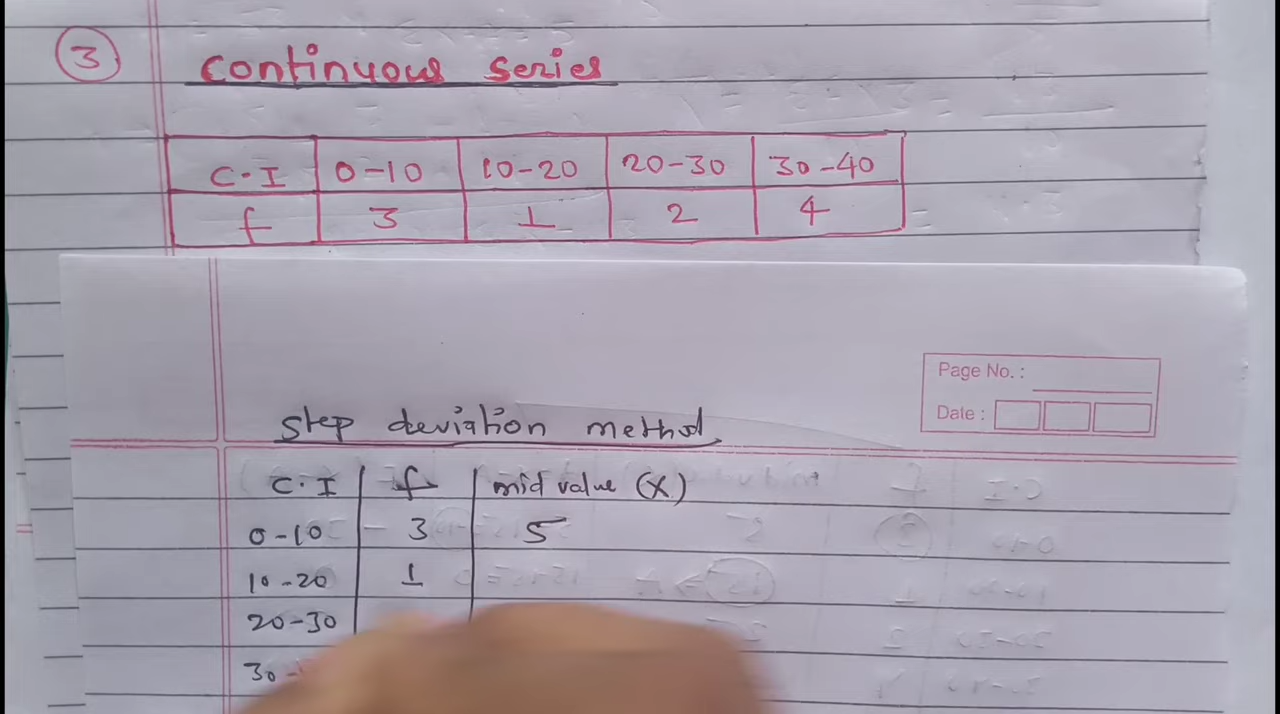 3 continuous series
C.I 0-10 10-20 20-30 30-40
f 3 1 2 4
Page No. :
Date :
step deviation method
C.I f mid value (x)
0-10 3 5
10-20 1
20-30
30-